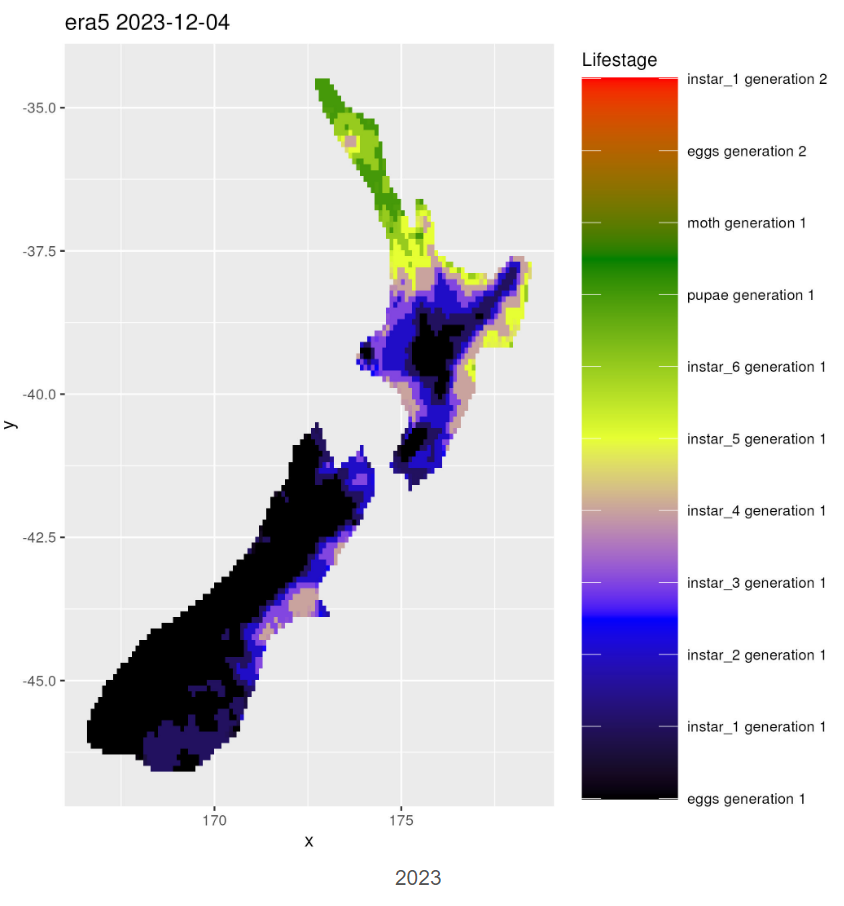 era5 2023-12-04
Lifestage
instar_1 generation 2
eggs generation 2
moth generation 1
pupae generation 1
instar_6 generation 1
instar_5 generation 1
instar_4 generation 1
instar_3 generation 1
instar_2 generation 1
instar_1 generation 1
eggs generation 1
-35.0
-37.5
-40.0
-42.5
-45.0
y
170 175
x
2023